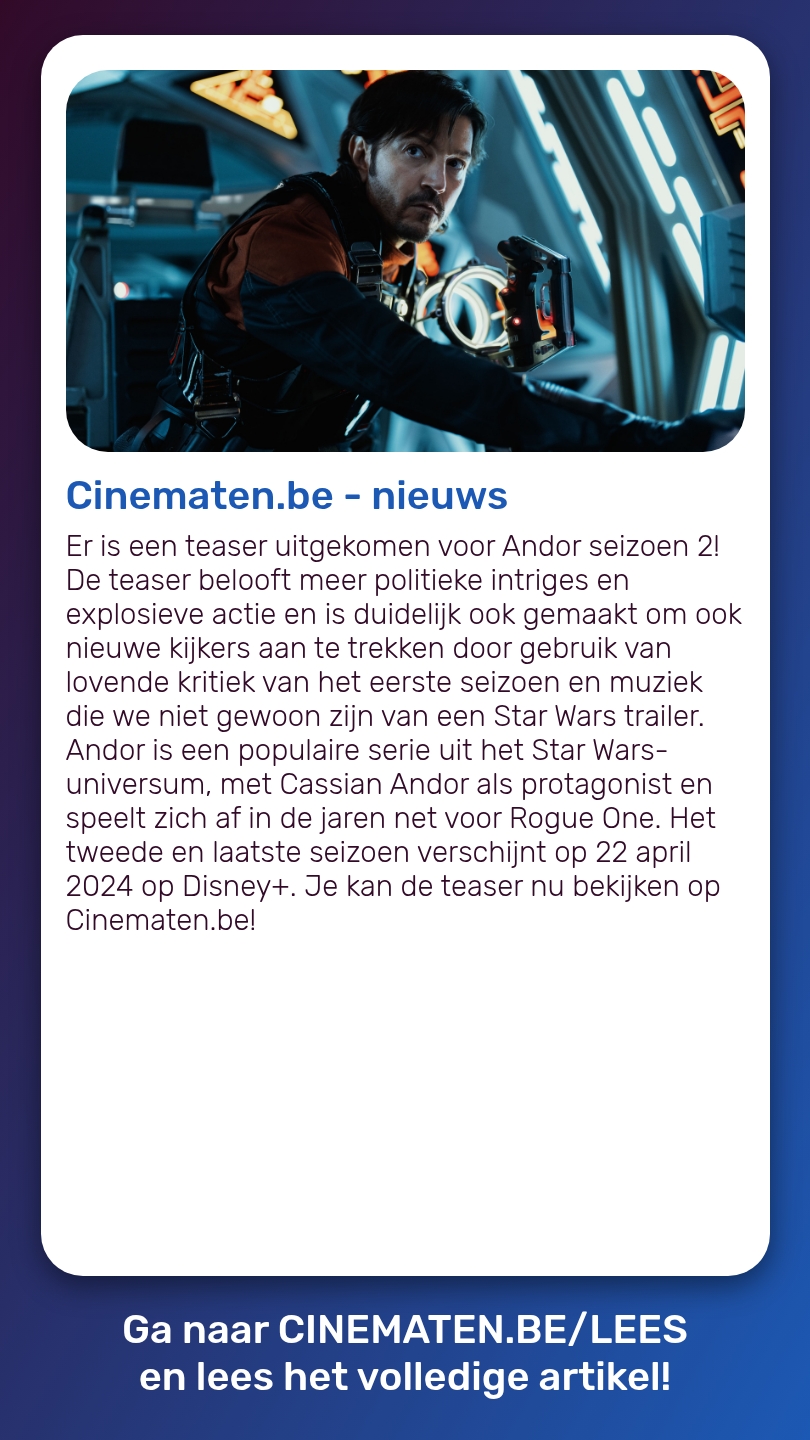 Cinematen.be - nieuws
Er is een teaser uitgekomen voor Andor seizoen 2!
De teaser belooft meer politieke intriges en
explosieve actie en is duidelijk ook gemaakt om ook
nieuwe kijkers aan te trekken door gebruik van
lovende kritiek van het eerste seizoen en muziek
die we niet gewoon zijn van een Star Wars trailer.
Andor is een populaire serie uit het Star Wars-
universum, met Cassian Andor als protagonist en
speelt zich af in de jaren net voor Rogue One. Het
tweede en laatste seizoen verschijnt op 22 april
2024 op Disney+. Je kan de teaser nu bekijken op
Cinematen.be!
Ga naar CINEMATEN.BE/LEES
en lees het volledige artikel!